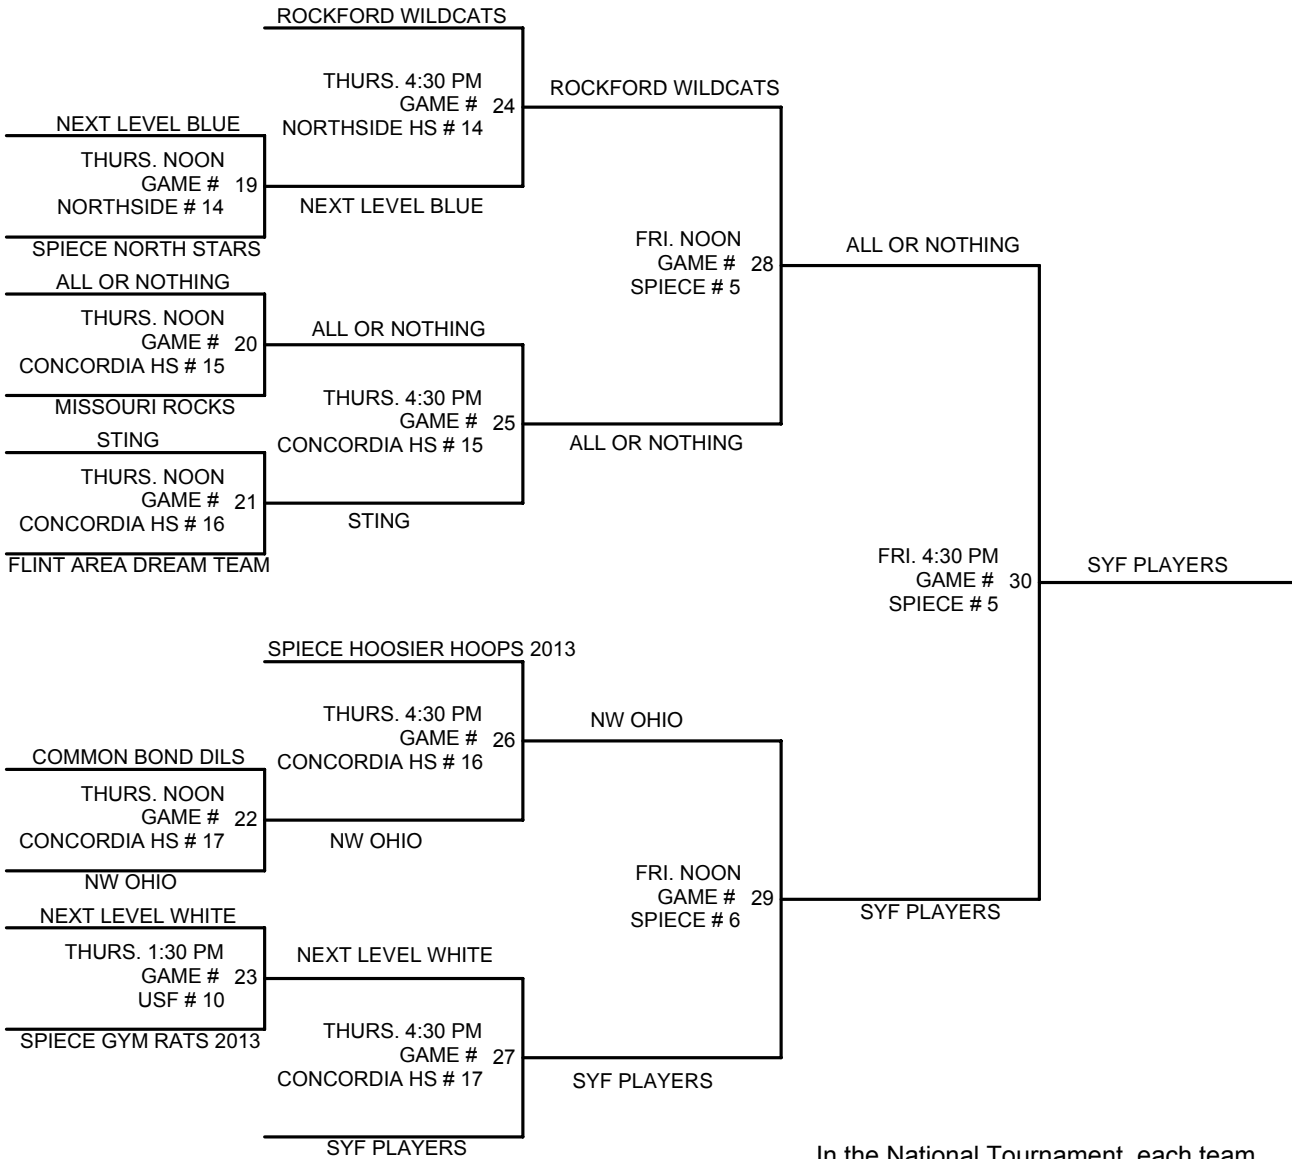 ROCKFORD WILDCATS
THURS. 4:30 PM
GAME # 24
NORTHSIDE HS # 14
ROCKFORD WILDCATS
NEXT LEVEL BLUE
THURS. NOON
GAME # 19
NORTHSIDE # 14
NEXT LEVEL BLUE
SPIECE NORTH STARS
FRI. NOON
GAME # 28
SPIECE # 5
ALL OR NOTHING
ALL OR NOTHING
THURS. NOON
GAME # 20
CONCORDIA HS # 15
ALL OR NOTHING
MISSOURI ROCKS
THURS. 4:30 PM
GAME # 25
CONCORDIA HS # 15
ALL OR NOTHING
STING
THURS. NOON
GAME # 21
CONCORDIA HS # 16
STING
FLINT AREA DREAM TEAM
FRI. 4:30 PM
GAME # 30
SPIECE # 5
SYF PLAYERS
SPIECE HOOSIER HOOPS 2013
THURS. 4:30 PM
GAME # 26
CONCORDIA HS # 16
NW OHIO
COMMON BOND DILS
THURS. NOON
GAME # 22
CONCORDIA HS # 17
NW OHIO
NW OHIO
FRI. NOON
GAME # 29
SPIECE # 6
SYF PLAYERS
NEXT LEVEL WHITE
THURS. 1:30 PM
GAME # 23
USF # 10
NEXT LEVEL WHITE
SPIECE GYM RATS 2013
THURS. 4:30 PM
GAME # 27
CONCORDIA HS # 17
SYF PLAYERS
SYF PLAYERS
In the National Tournament, each team